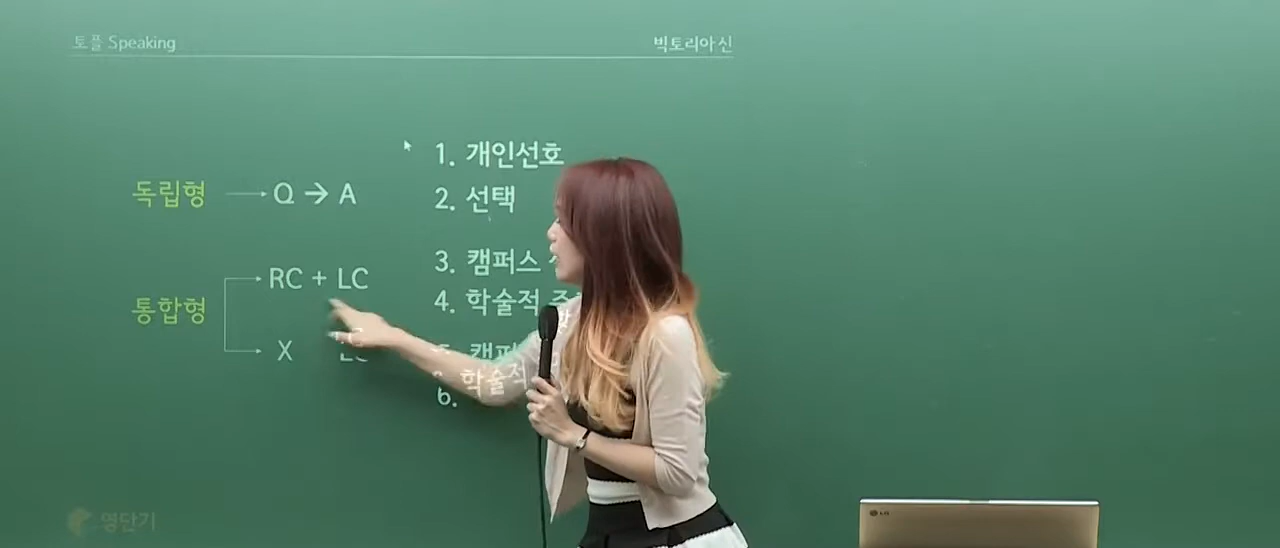 토플 Speaking
빅토리아 신
1. 개인선호
독립형 Q → A
2. 선택
3. 캠퍼스
RC + LC
4. 학술적
통합형
X
캠퍼
학술적
6.
영단기
LG